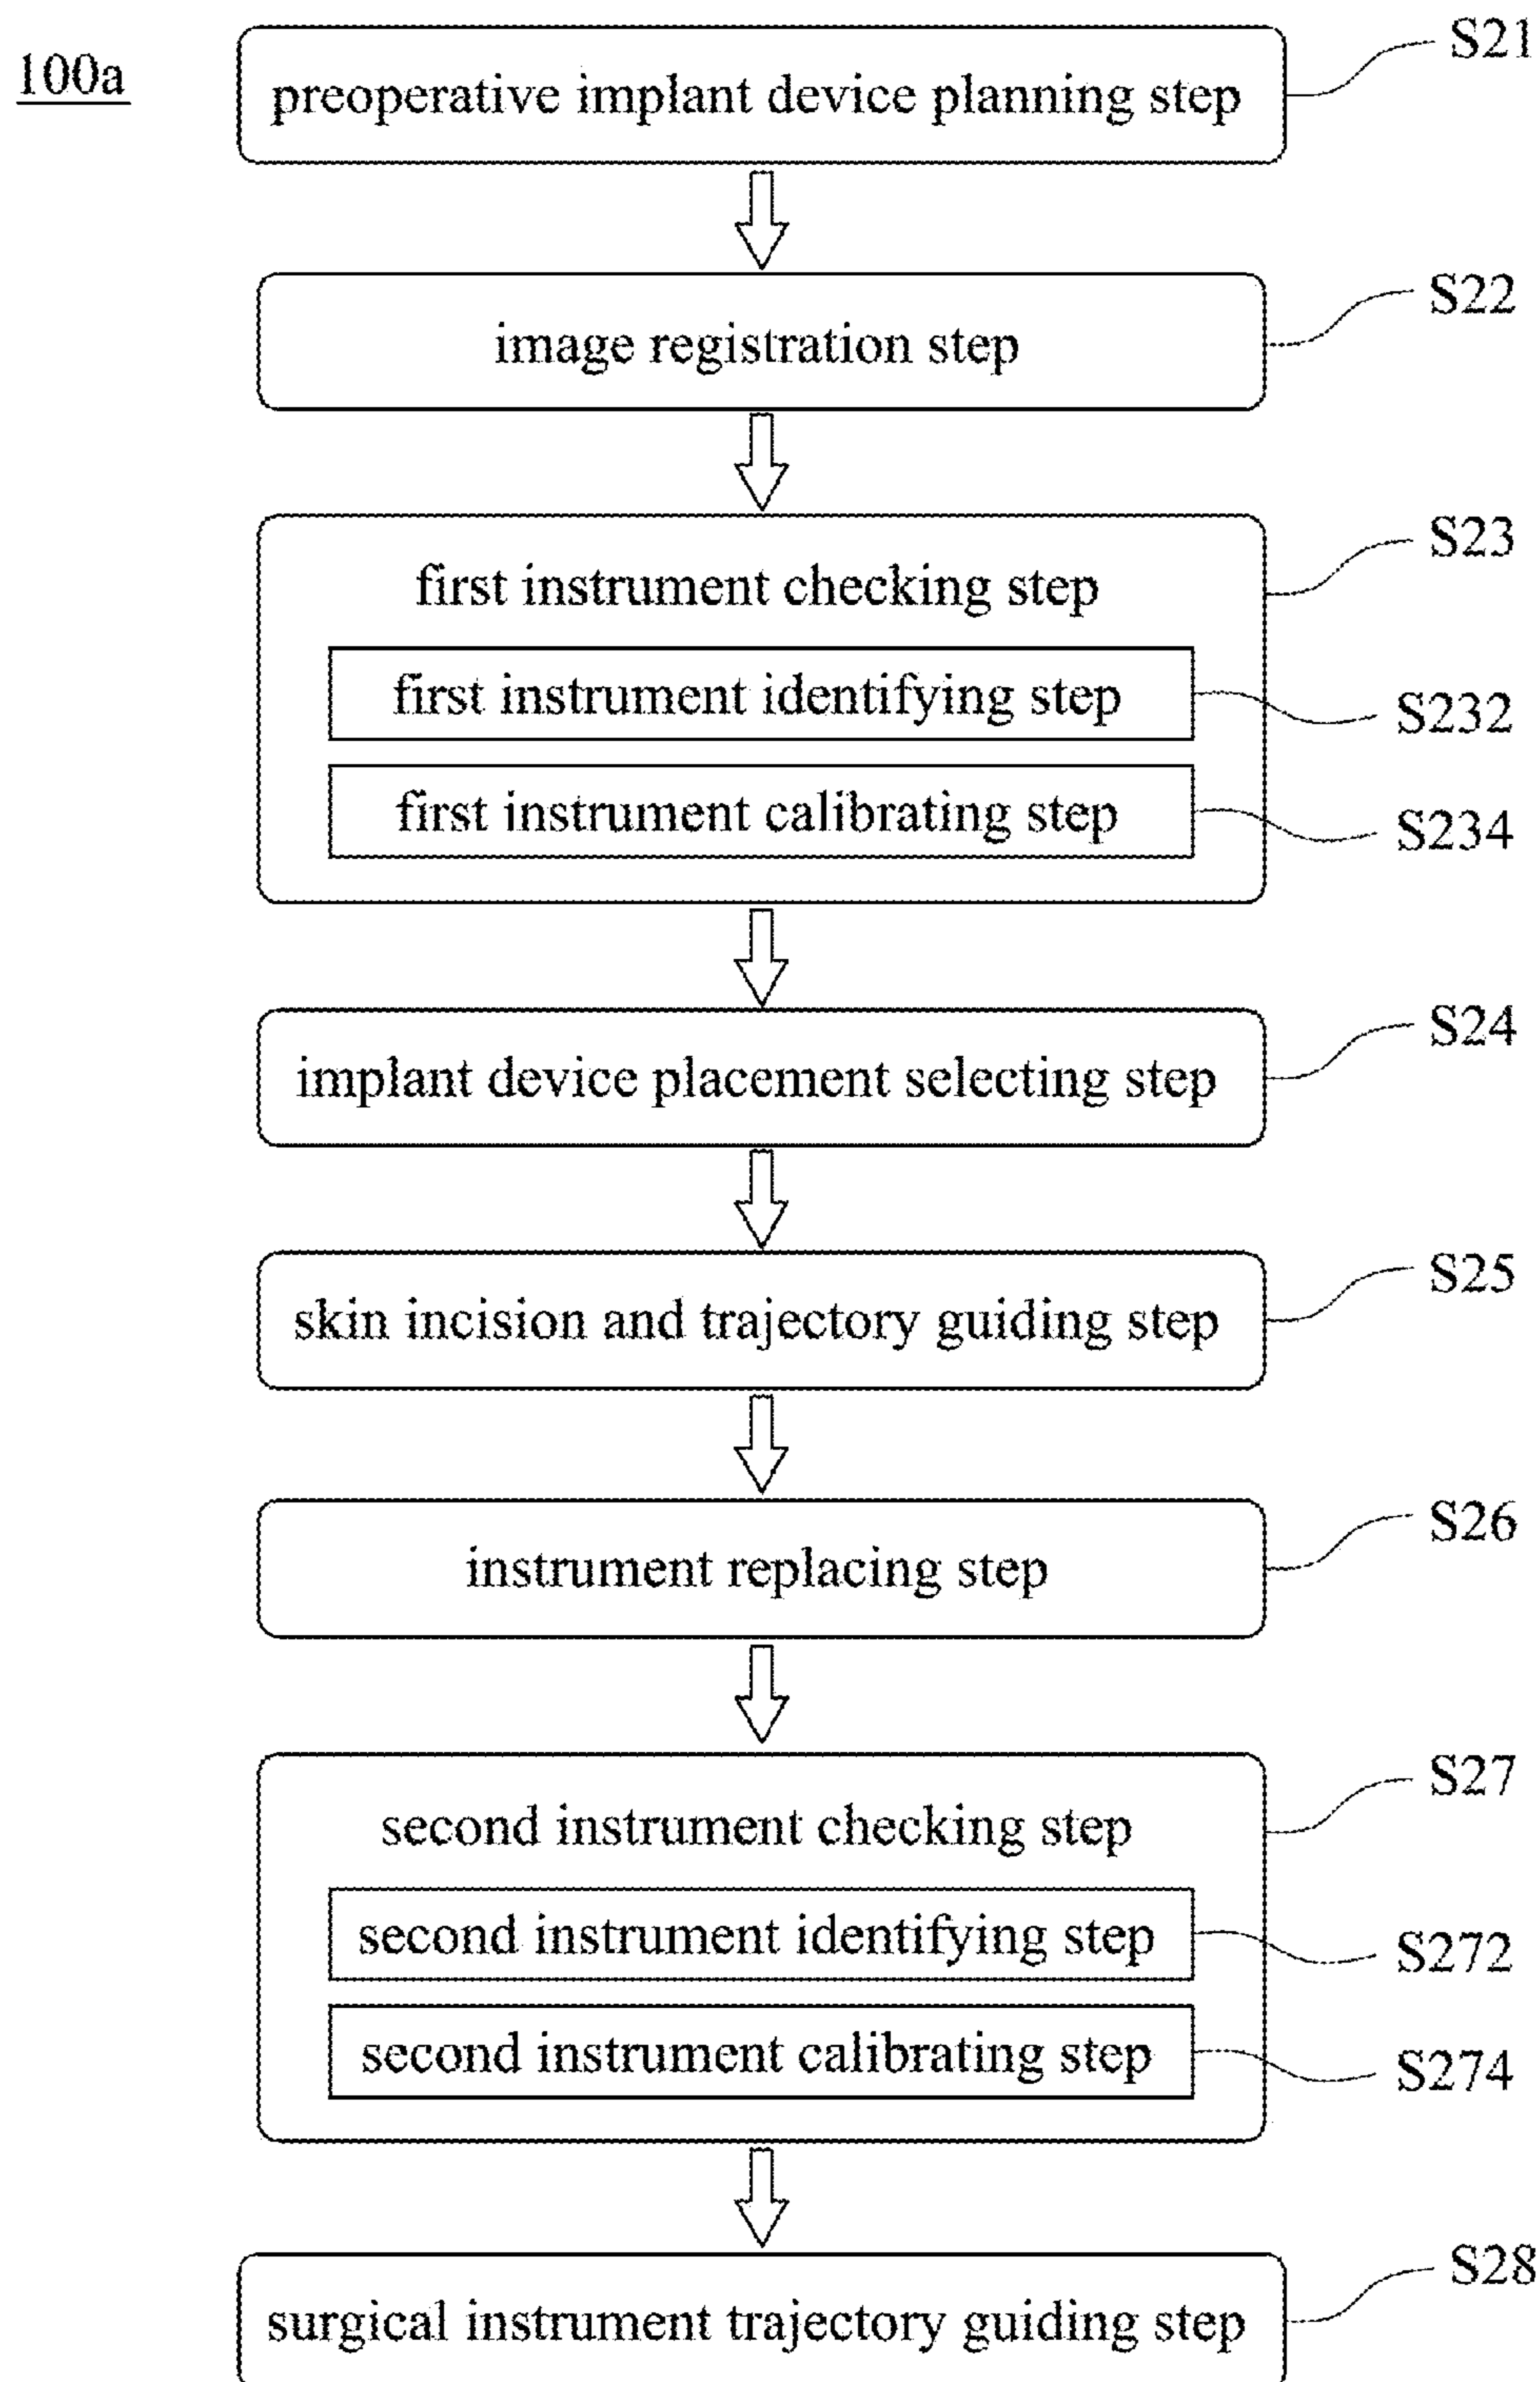 100a
preoperative implant device planning step
S21
image registration step
S22
first instrument checking step
S23
first instrument identifying step
S232
first instrument calibrating step
S234
implant device placement selecting step
S24
skin incision and trajectory guiding step
S25
instrument replacing step
S26
second instrument checking step
S27
second instrument identifying step
S272
second instrument calibrating step
S274
surgical instrument trajectory guiding step
S28